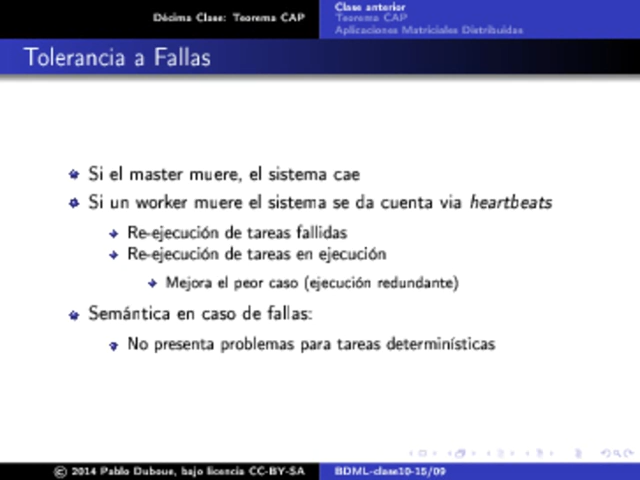 Décima Clase: Teorema CAP
Clase anterior
Teorema CAP
Aplicaciones Matriciales Distribuidas
Tolerancia a Fallas
Si el master muere, el sistema cae
Si un worker muere el sistema se da cuenta via heartbeats
Re-ejecución de tareas fallidas
Re-ejecución de tareas en ejecución
Mejora el peor caso (ejecución redundante)
Semántica en caso de fallas:
No presenta problemas para tareas determinísticas
© 2014 Pablo Duboue, bajo licencia CC-BY-SA
BDML-clase10-15/09